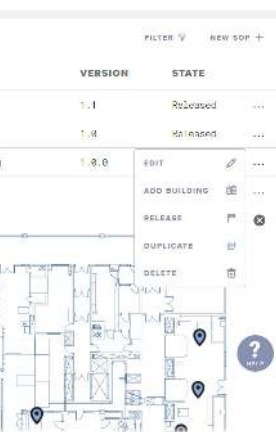 FILTER NEW SOP +
VERSION STATE
1.1 Released ...
1.0 Released ...
1.0.0 ...
EDIT
ADD BUILDING ...
RELEASE
DUPLICATE
DELETE
?
HELP